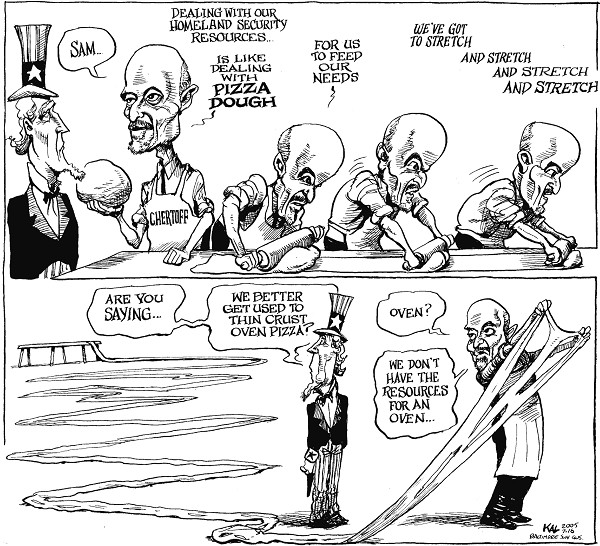 SAM...
DEALING WITH OUR
HOMELAND SECURITY
RESOURCES...
IS LIKE
DEALING
WITH
PIZZA
DOUGH
CHERTOFF
FOR US
TO FEED
OUR
NEEDS
WE'VE GOT
TO STRETCH
AND STRETCH
AND STRETCH
AND STRETCH
ARE YOU
SAYING...
WE BETTER
GET USED TO
THIN CRUST
OVEN PIZZA?
OVEN?
WE DON'T
HAVE THE
RESOURCES
FOR AN
OVEN...
KAL
2005
BALTIMORE SUN